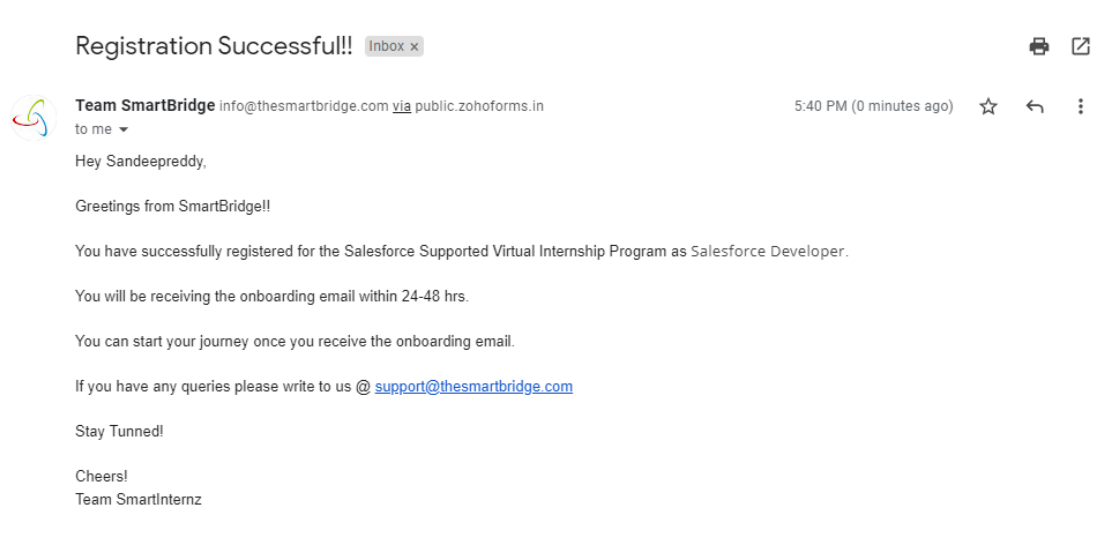 Registration Successful!! Inbox x
Team SmartBridge info@thesmartbridge.com via public.zohoforms.in 5:40 PM (0 minutes ago)
to me
Hey Sandeepreddy,
Greetings from SmartBridge!!
You have successfully registered for the Salesforce Supported Virtual Internship Program as Salesforce Developer.
You will be receiving the onboarding email within 24-48 hrs.
You can start your journey once you receive the onboarding email.
If you have any queries please write to us @ support@thesmartbridge.com
Stay Tunned!
Cheers!
Team SmartInternz